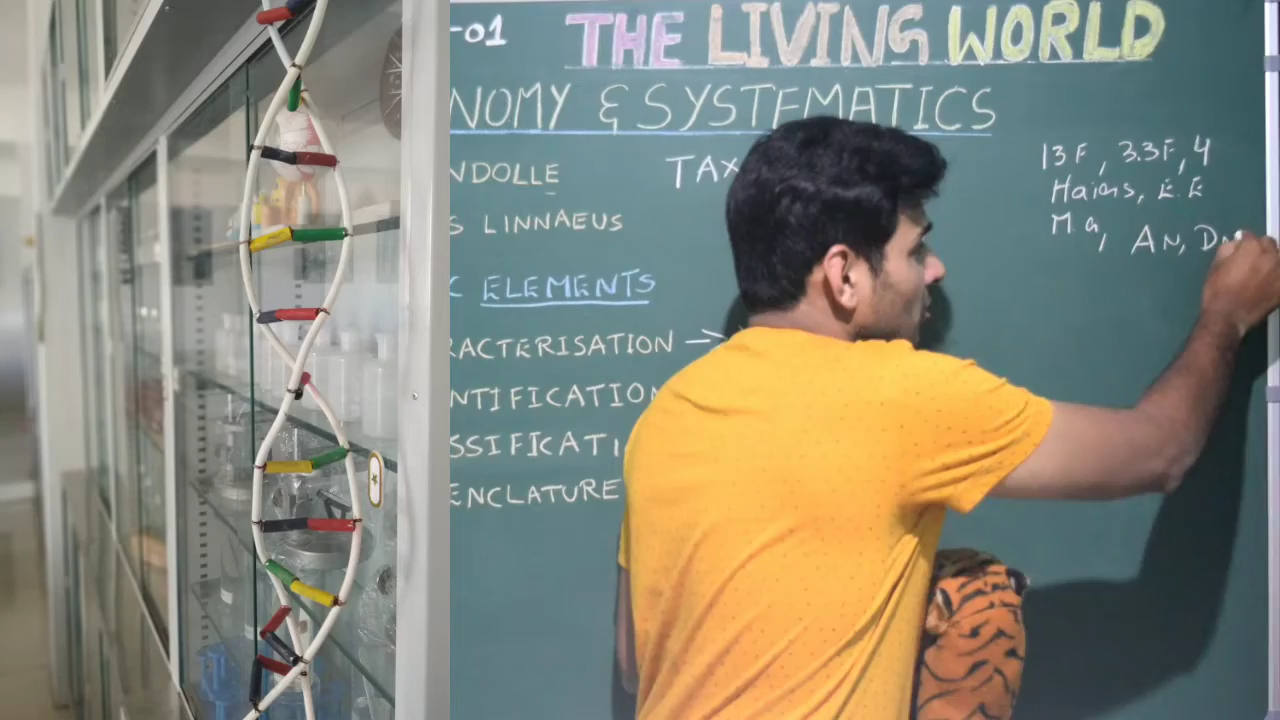 -01 THE LIVING WORLD
NOMY & SYSTEMATICS
NDOLLE TAX
S LINNAEUS
C ELEMENTS
RACTERISATION →
NTIFICATION
SSIFICATI
ENCLATURE
13 F, 3.3F, 4
Hairs, E.E
M.a, AN, DN